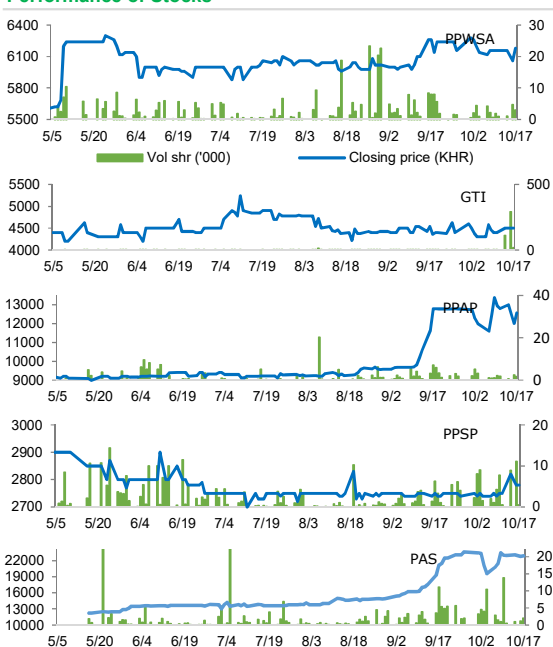 Performance of Stocks
6400 30
PPWSA
6100 20
5800 10
5500 0
5/5 5/20 6/4 6/19 7/4 7/19 8/3 8/18 9/2 9/17 10/2 10/17
Vol shr ('000) Closing price (KHR)
5500 500
GTI
5000
4500
4000 0
5/5 5/20 6/4 6/19 7/4 7/19 8/3 8/18 9/2 9/17 10/2 10/17
40
13000 PPAP
12000
11000 20
10000
9000 0
5/5 5/20 6/4 6/19 7/4 7/19 8/3 8/18 9/2 9/17 10/2 10/17
3000 20
PPSP
2900
2800 10
2700 0
5/5 5/20 6/4 6/19 7/4 7/19 8/3 8/18 9/2 9/17 10/2 10/17
22000 PAS 20
19000 15
16000 10
13000 5
10000 0
5/5 5/20 6/4 6/19 7/4 7/19 8/3 8/18 9/2 9/17 10/2 10/17